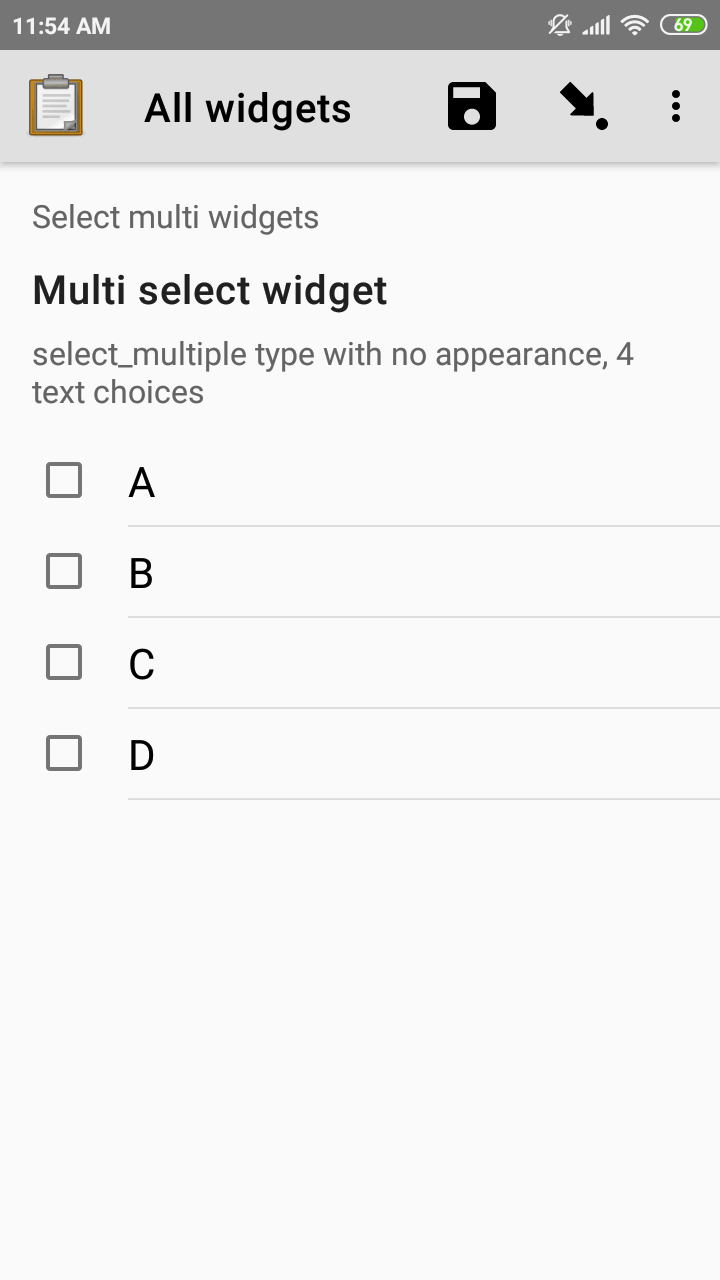 11:54 AM
69
All widgets
Select multi widgets
Multi select widget
select_multiple type with no appearance, 4
text choices
A
B
C
D